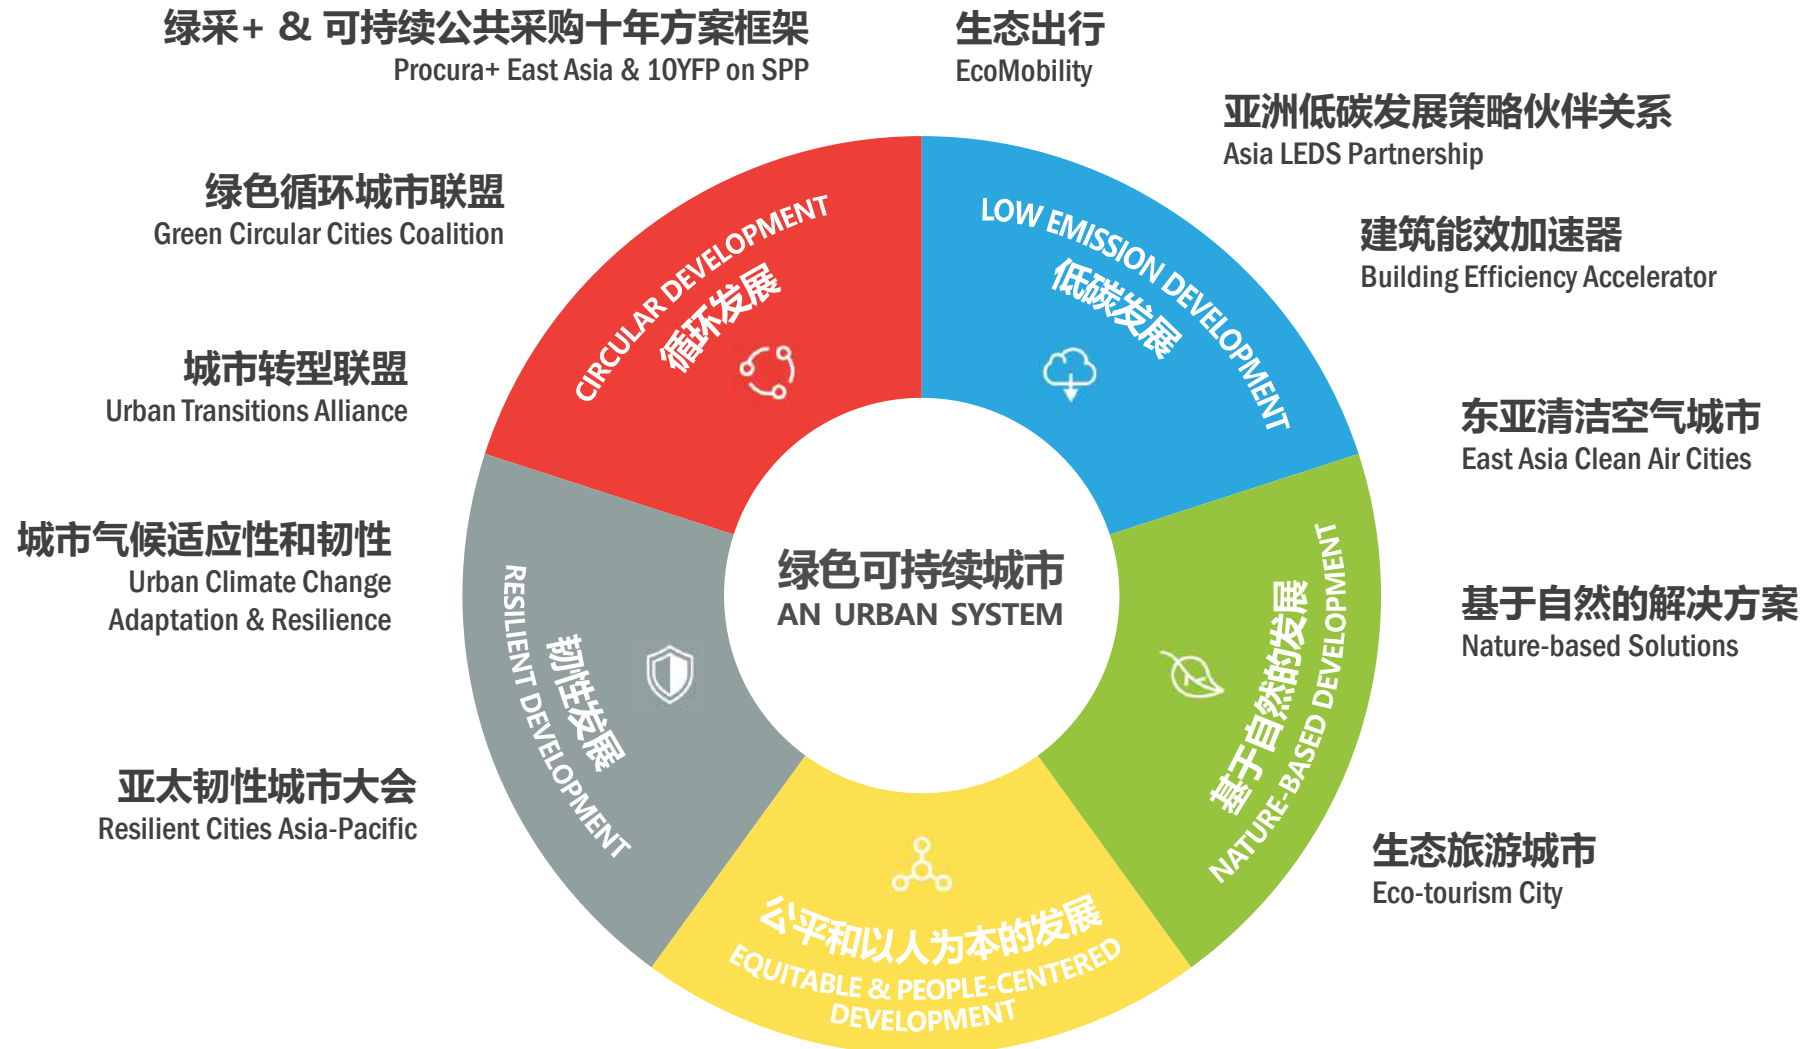 绿采+ & 可持续公共采购十年方案框架
Procura+ East Asia & 10YFP on SPP
生态出行
EcoMobility
亚洲低碳发展策略伙伴关系
Asia LEDS Partnership
绿色循环城市联盟
Green Circular Cities Coalition
建筑能效加速器
Building Efficiency Accelerator
城市转型联盟
Urban Transitions Alliance
东亚清洁空气城市
East Asia Clean Air Cities
城市气候适应性和韧性
Urban Climate Change
Adaptation & Resilience
基于自然的解决方案
Nature-based Solutions
亚太韧性城市大会
Resilient Cities Asia-Pacific
生态旅游城市
Eco-tourism City
CIRCULAR DEVELOPMENT
循环发展
LOW EMISSION DEVELOPMENT
低碳发展
基于自然的发展
NATURE-BASED DEVELOPMENT
公平和以人为本的发展
EQUITABLE & PEOPLE-CENTERED
DEVELOPMENT
RESILIENT DEVELOPMENT
韧性发展
绿色可持续城市
AN URBAN SYSTEM